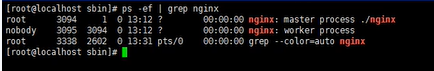 [root@localhost sbin]# ps -ef | grep nginx
root 3094 1 0 13:12 ? 00:00:00 nginx: master process ./nginx
nobody 3095 3094 0 13:12 ? 00:00:00 nginx: worker process
root 3338 2602 0 13:31 pts/0 00:00:00 grep --color=auto nginx
[root@localhost sbin]#